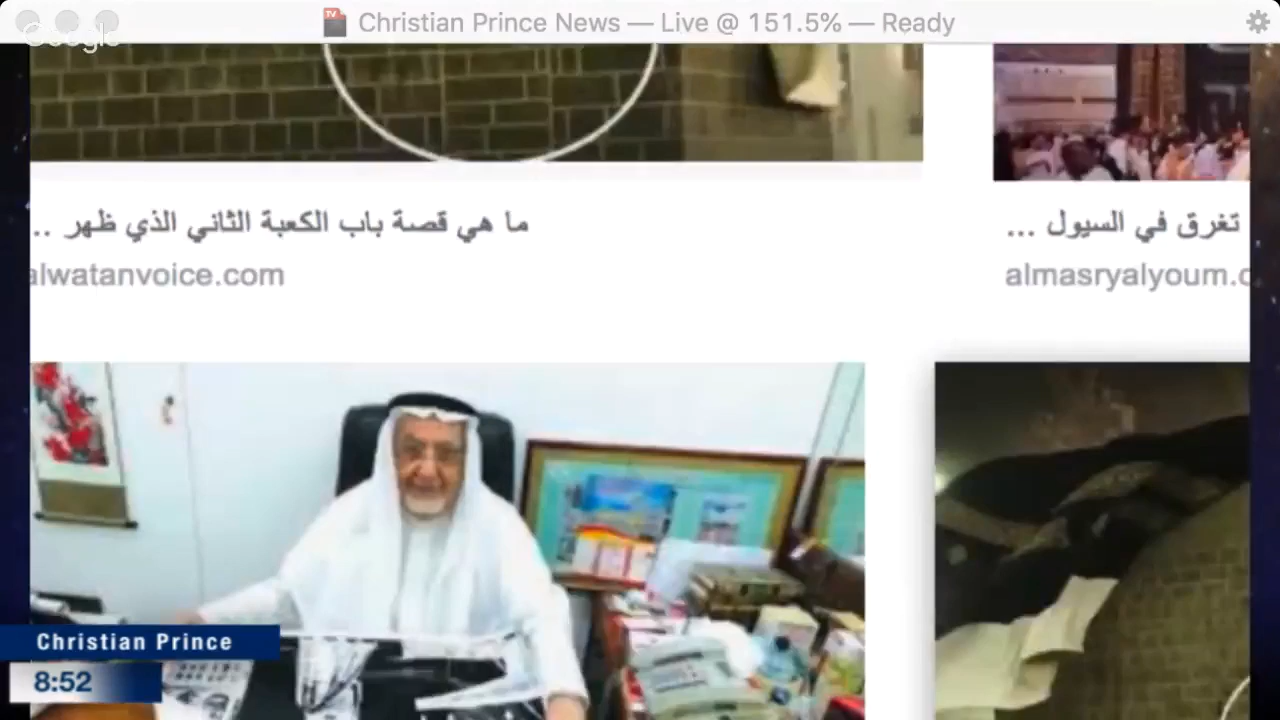 Christian Prince News — Live @ 151.5% — Ready
Google
ما هي قصة باب الكعبة الثاني الذي ظهر ..
تغرق في السيول ...
alwatanvoice.com
almasryalyoum.c
Christian Prince
8:52